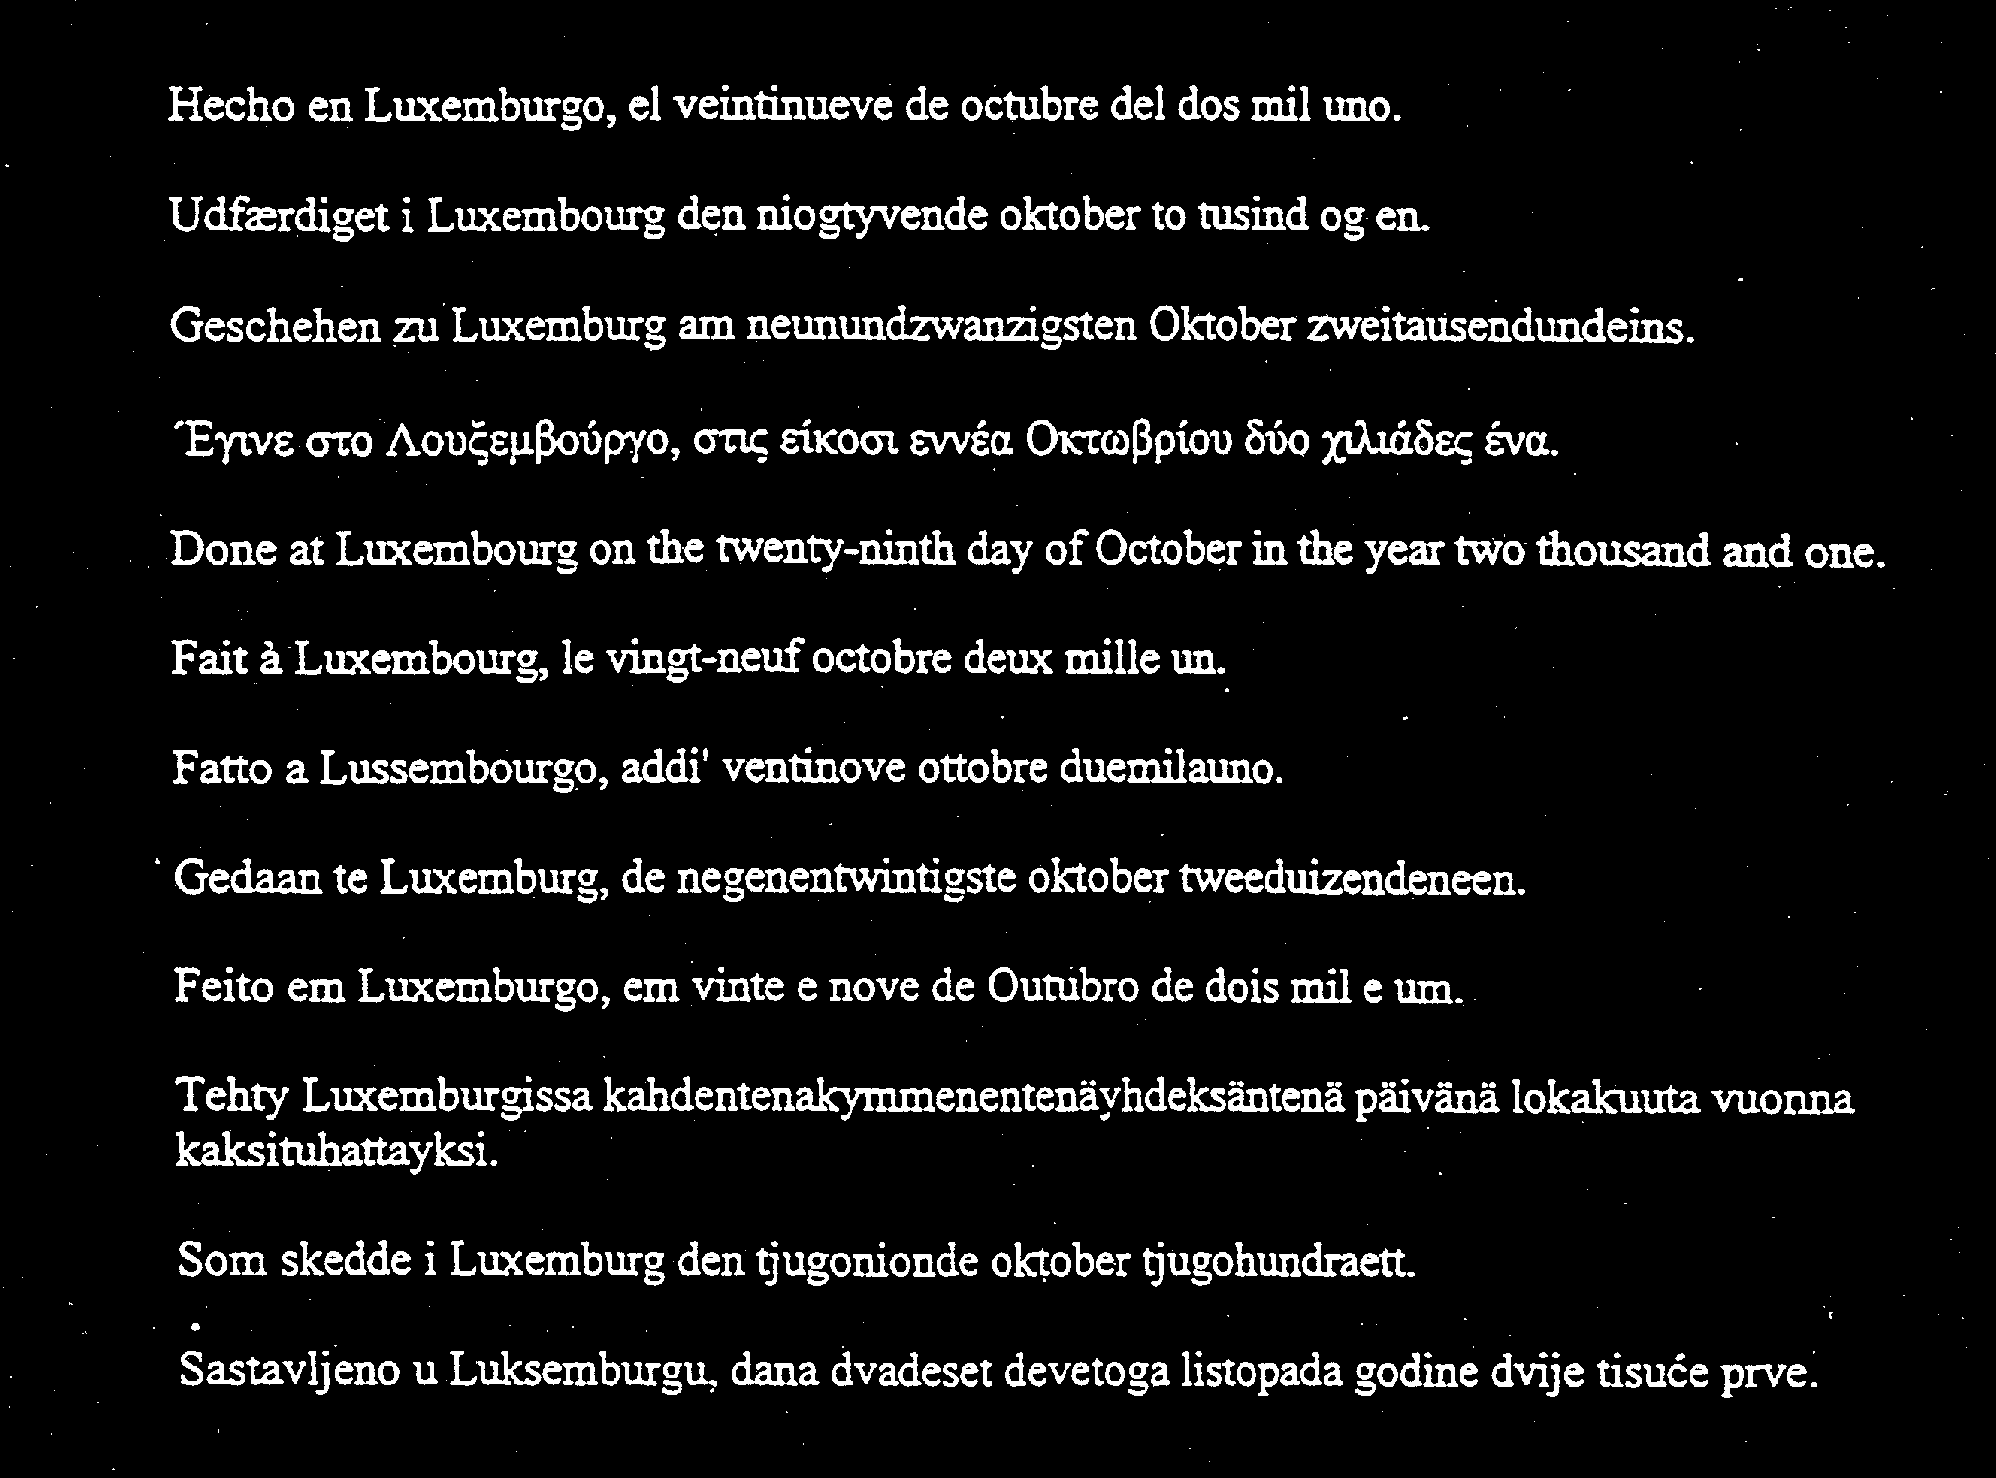 Hecho en Luxemburgo, el veintinueve de octubre del dos mil uno.
Udfærdiget i Luxembourg den niogtyvende oktober to tusind og en.
Geschehen zu Luxemburg am neunundzwanzigsten Oktober zweitausendundeins.
Έγινε στο Λουξεμβούργο, στις είκοσι εννέα Οκτωβρίου δύο χιλιάδες ένα.
Done at Luxembourg on the twenty-ninth day of October in the year two thousand and one.
Fait à Luxembourg, le vingt-neuf octobre deux mille un.
Fatto a Lussembourgo, addi' ventinove ottobre duemilauno.
Gedaan te Luxemburg, de negenentwintigste oktober tweeduizendeneen.
Feito em Luxemburgo, em vinte e nove de Outubro de dois mil e um.
Tehty Luxemburgissa kahdentenakymmenentenäyhdeksäntenä päivänä lokakuuta vuonna
kaksituhattayksi.
Som skedde i Luxemburg den tjugonionde oktober tjugohundraett.
Sastavljeno u Luksemburgu, dana dvadeset devetoga listopada godine dvije tisuće prve.